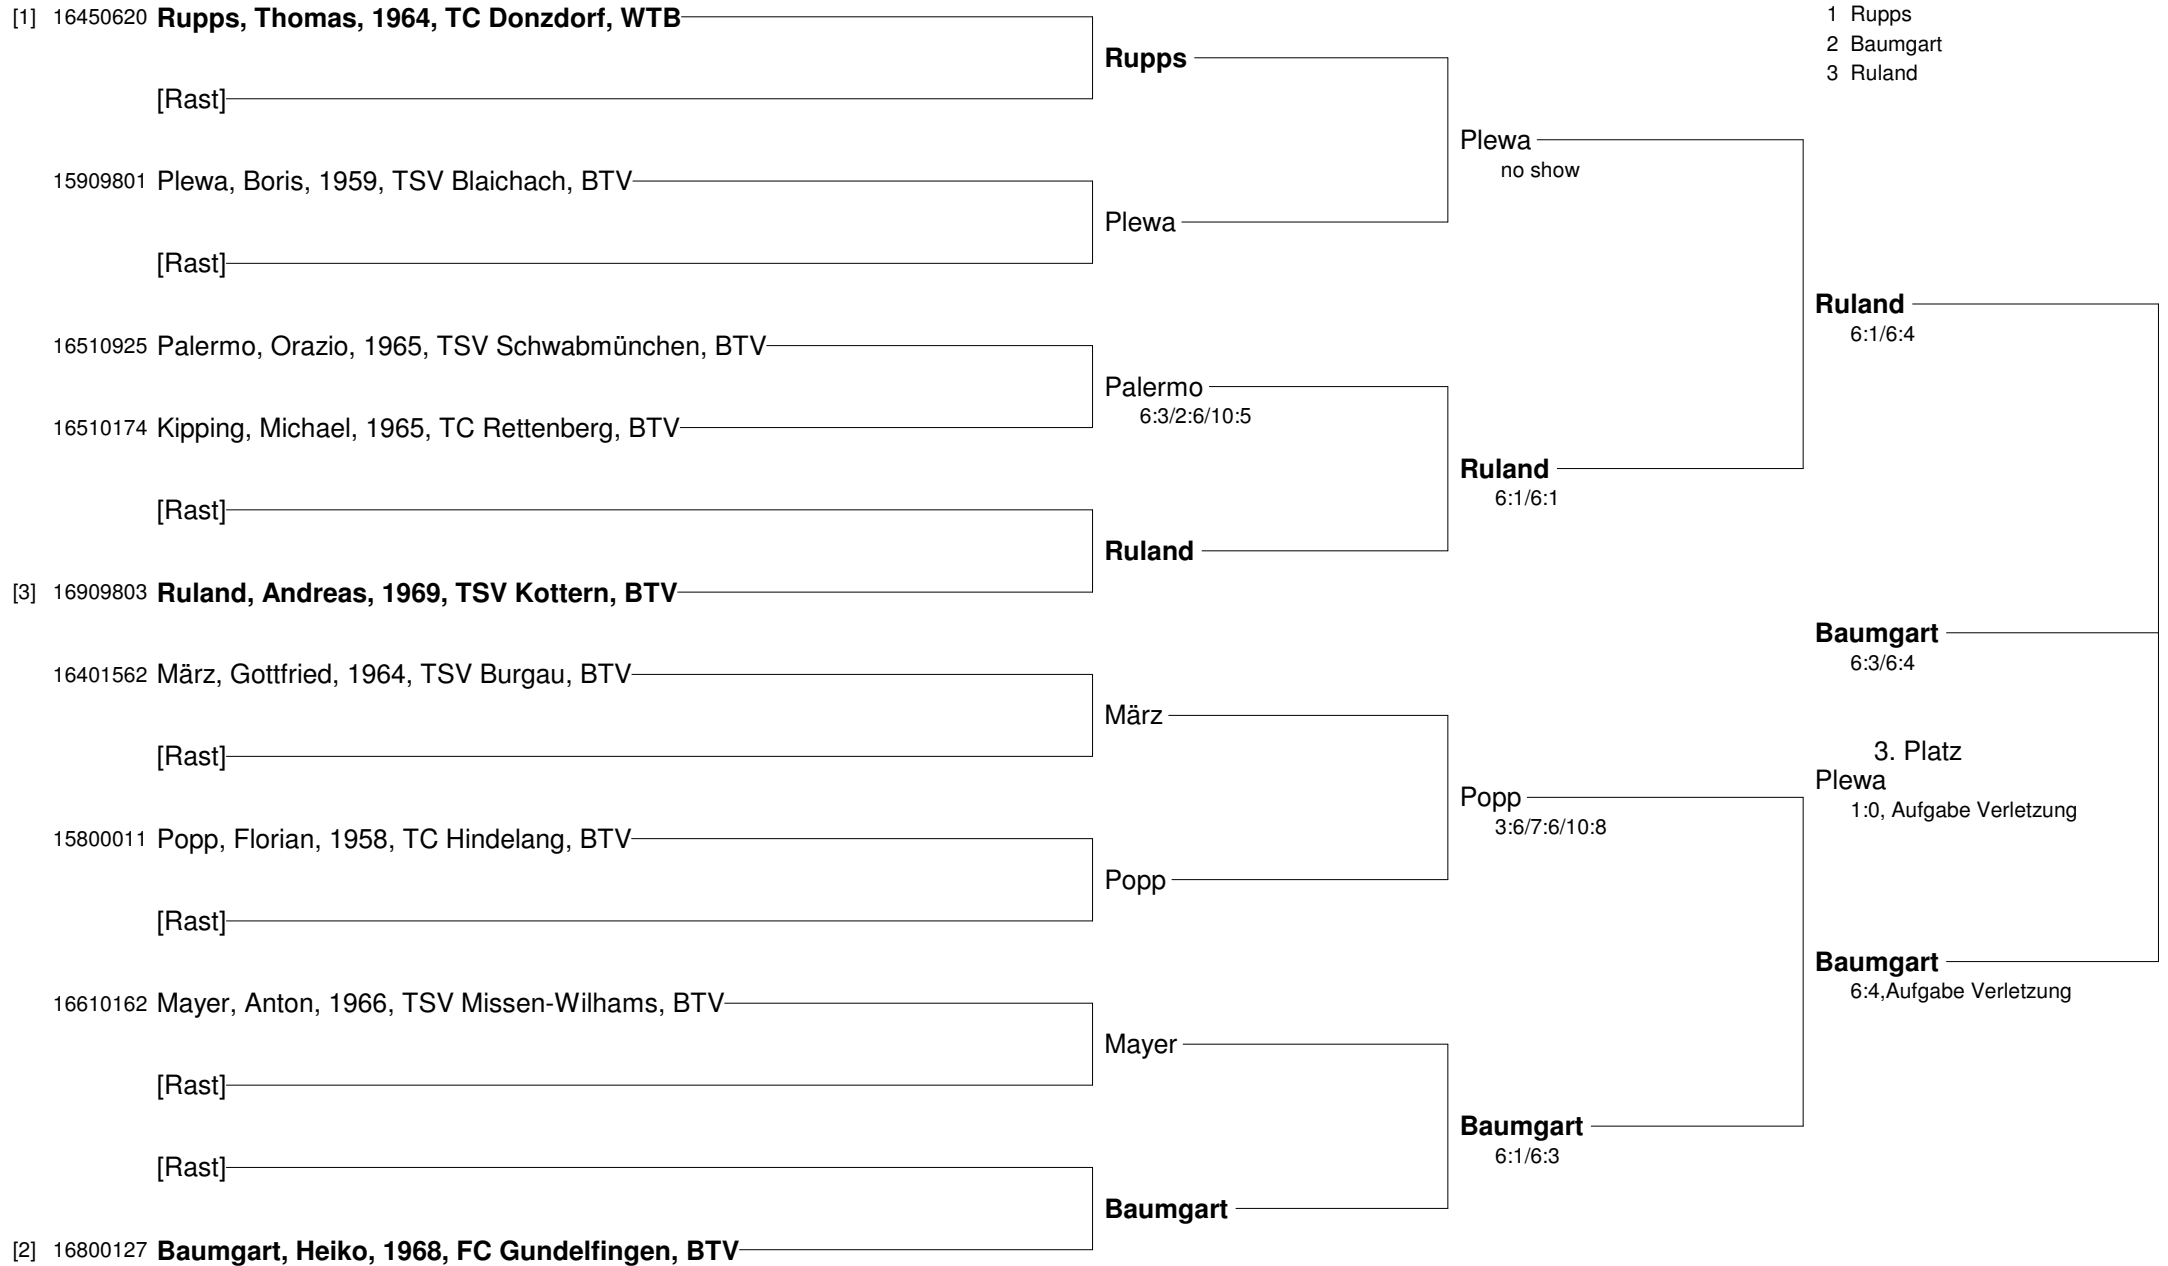 [1] 16450620 Rupps, Thomas, 1964, TC Donzdorf, WTB
[Rast]
15909801 Plewa, Boris, 1959, TSV Blaichach, BTV
[Rast]
16510925 Palermo, Orazio, 1965, TSV Schwabmünchen, BTV
16510174 Kipping, Michael, 1965, TC Rettenberg, BTV
[Rast]
[3] 16909803 Ruland, Andreas, 1969, TSV Kottern, BTV
16401562 März, Gottfried, 1964, TSV Burgau, BTV
[Rast]
15800011 Popp, Florian, 1958, TC Hindelang, BTV
[Rast]
16610162 Mayer, Anton, 1966, TSV Missen-Wilhams, BTV
[Rast]
[Rast]
[2] 16800127 Baumgart, Heiko, 1968, FC Gundelfingen, BTV
Rupps
Plewa
Palermo
6:3/2:6/10:5
Ruland
März
Popp
Mayer
Baumgart
Plewa
no show
Ruland
6:1/6:1
Popp
3:6/7:6/10:8
Baumgart
6:1/6:3
1 Rupps
2 Baumgart
3 Ruland
Ruland
6:1/6:4
Baumgart
6:3/6:4
3. Platz
Plewa
1:0, Aufgabe Verletzung
Baumgart
6:4,Aufgabe Verletzung